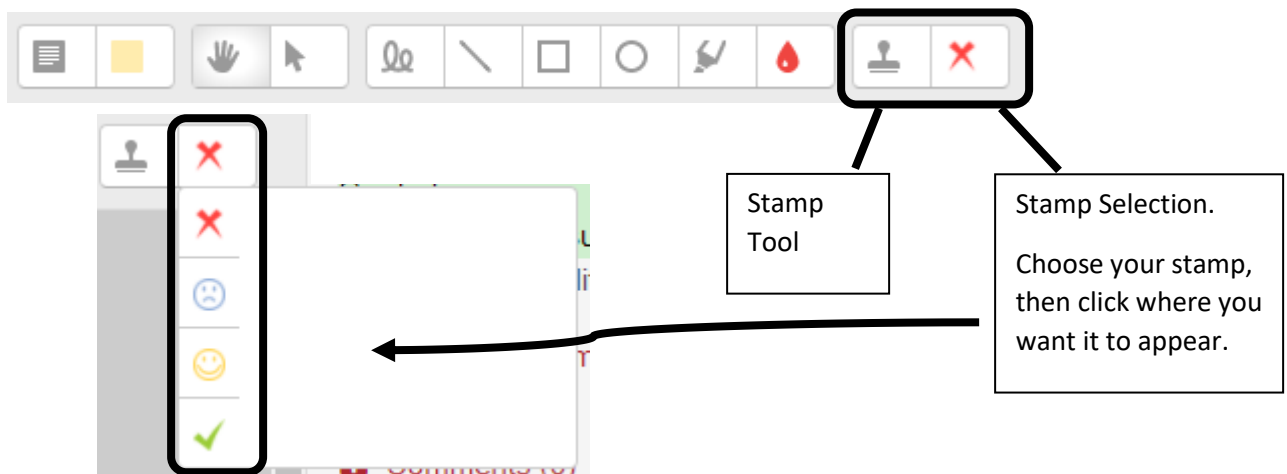 Stamp
Tool
Stamp Selection.
Choose your stamp,
then click where you
want it to appear.